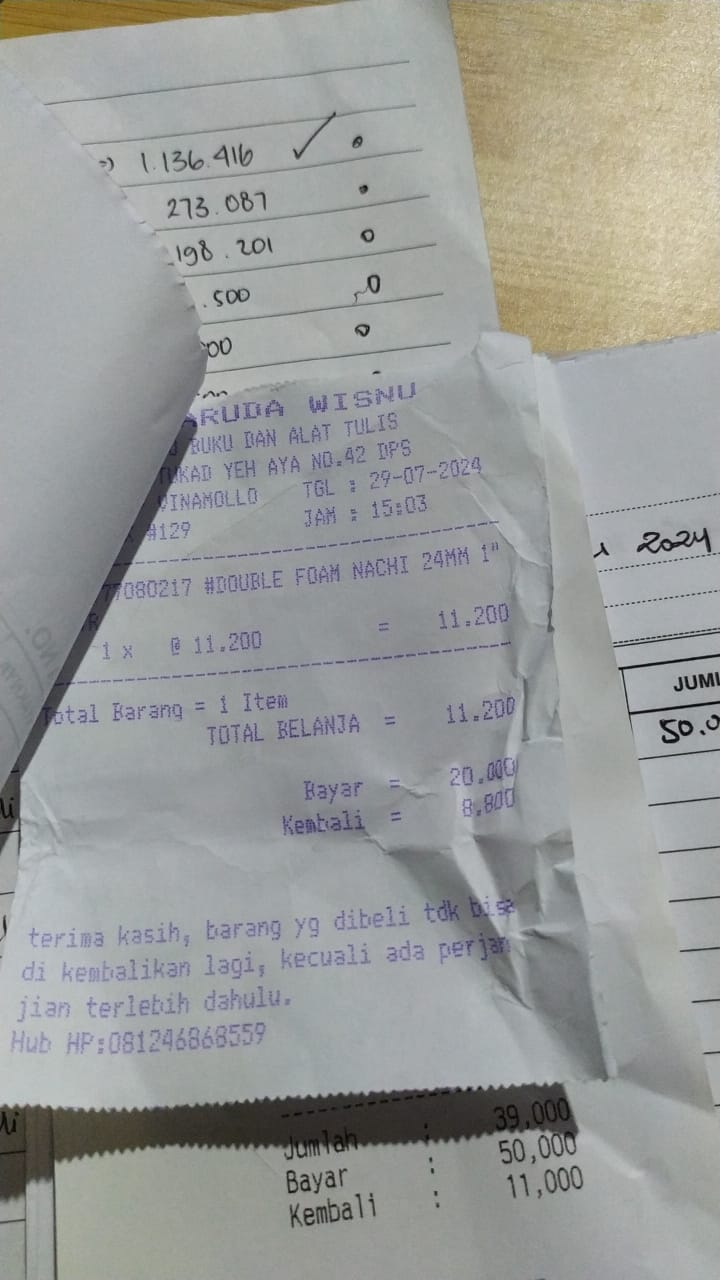 1.136.416 ✓
273.087
198.201
.500
00
ARUDA WISNU
BUKU DAN ALAT TULIS
TUKAD YEH AYA NO.42 DPS
VINAMOLLO TGL : 29-07-2024
#129 JAM : 15:03
77080217 #DOUBLE FOAM NACHI 24MM 1"
R
1 x @ 11.200 = 11.200
Total Barang = 1 Item
TOTAL BELANJA = 11.200
Bayar = 20.000
Kembali = 8.800
terima kasih, barang yg dibeli tdk bisa
di kembalikan lagi, kecuali ada perjan
jian terlebih dahulu.
Hub HP:081246868559
2024
JUML
50.0
Jumlah : 39,000
Bayar : 50,000
Kembali : 11,000